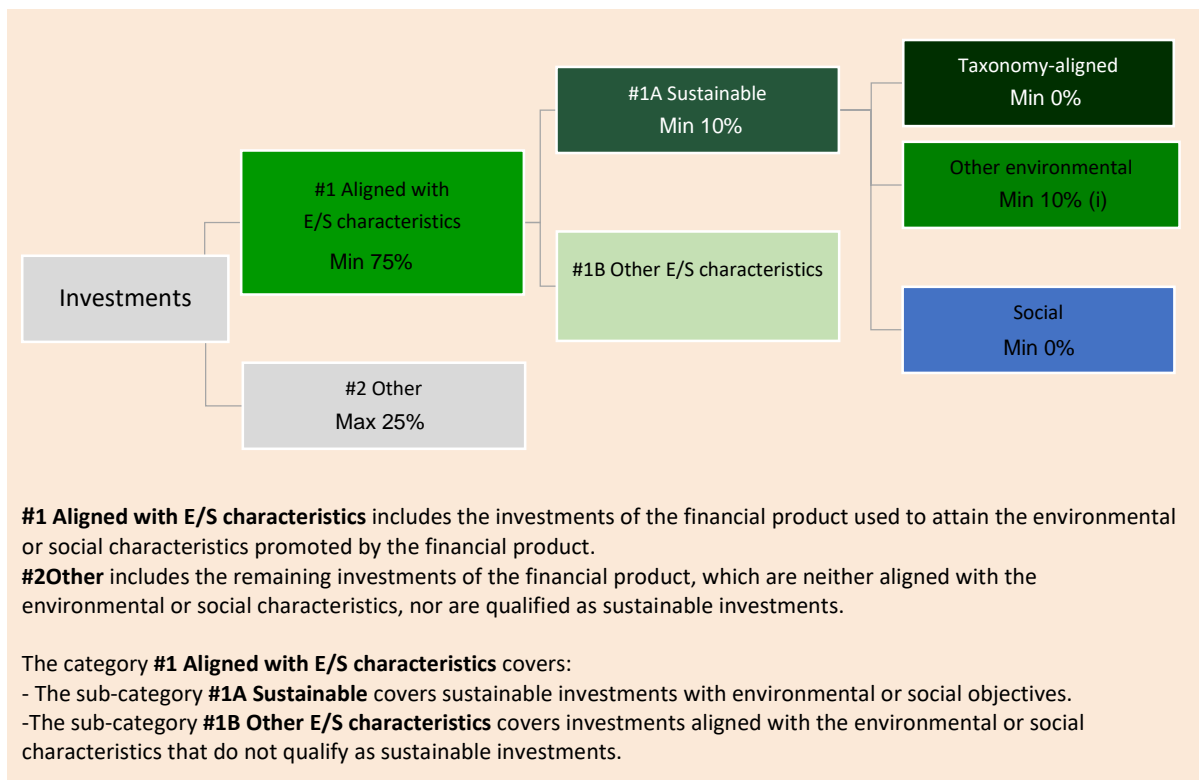 Taxonomy-aligned
Min 0%
#1A Sustainable
Min 10%
Other environmental
Min 10% (i)
#1 Aligned with
E/S characteristics
Min 75%
#1B Other E/S characteristics
Investments
Social
Min 0%
#2 Other
Max 25%
#1 Aligned with E/S characteristics includes the investments of the financial product used to attain the environmental
or social characteristics promoted by the financial product.
#2Other includes the remaining investments of the financial product, which are neither aligned with the
environmental or social characteristics, nor are qualified as sustainable investments.
The category #1 Aligned with E/S characteristics covers:
- The sub-category #1A Sustainable covers sustainable investments with environmental or social objectives.
-The sub-category #1B Other E/S characteristics covers investments aligned with the environmental or social
characteristics that do not qualify as sustainable investments.